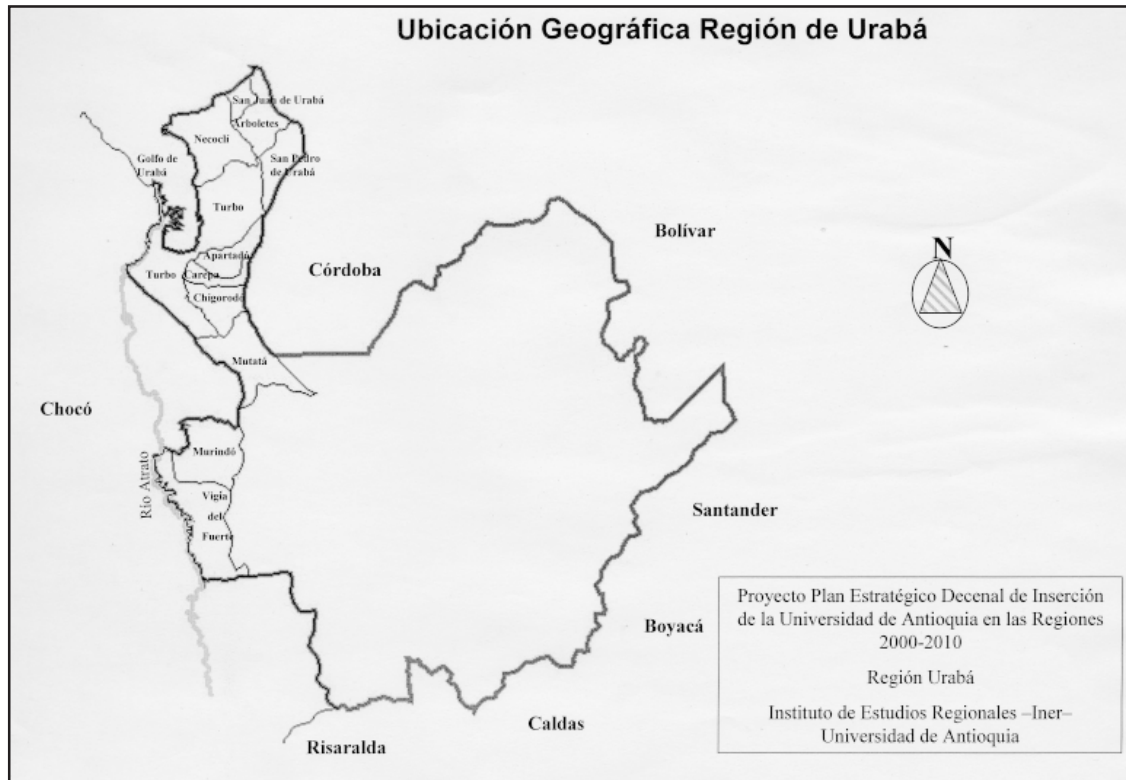 Ubicación Geográfica Región de Urabá
San Juan de Urabá
Arboletes
Necoclí
Golfo de
Urabá
San Pedro
de Urabá
Turbo
Bolívar
N
Apartadó
Córdoba
Turbo
Carepa
Chigorodó
Mutatá
Chocó
Murindó
Río Atrato
Vigía
del
Fuerte
Santander
Boyacá
Caldas
Risaralda
Proyecto Plan Estratégico Decenal de Inserción
de la Universidad de Antioquia en las Regiones
2000-2010
Región Urabá
Instituto de Estudios Regionales –Iner–
Universidad de Antioquia